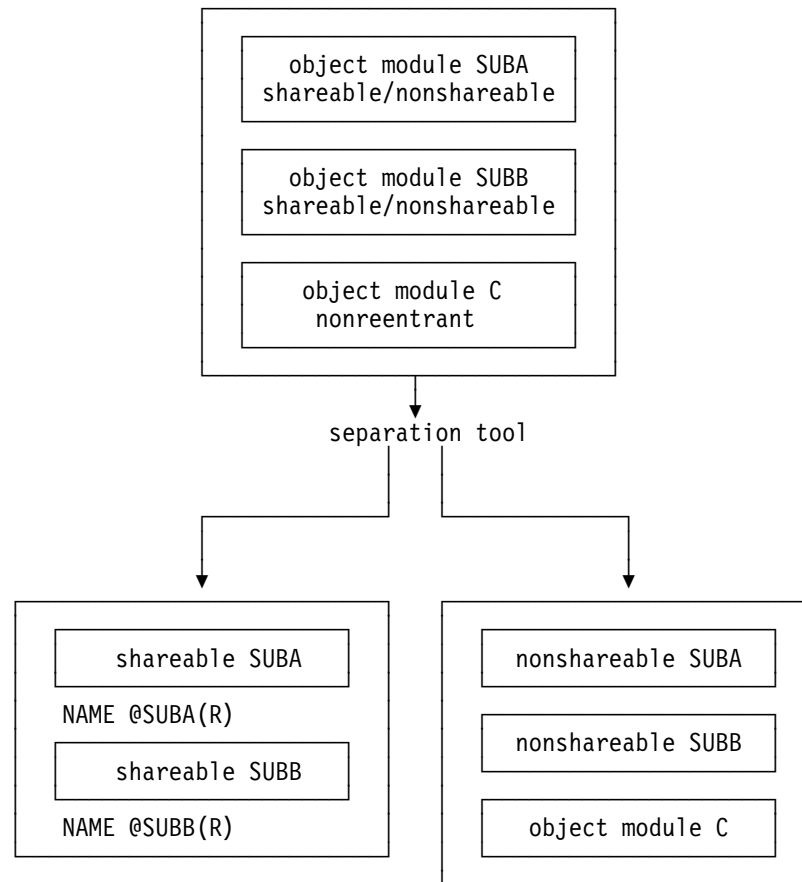 object module SUBA
shareable/nonshareable
object module SUBB
shareable/nonshareable
object module C
nonreentrant
separation tool
shareable SUBA
NAME @SUBA(R)
shareable SUBB
NAME @SUBB(R)
nonshareable SUBA
nonshareable SUBB
object module C